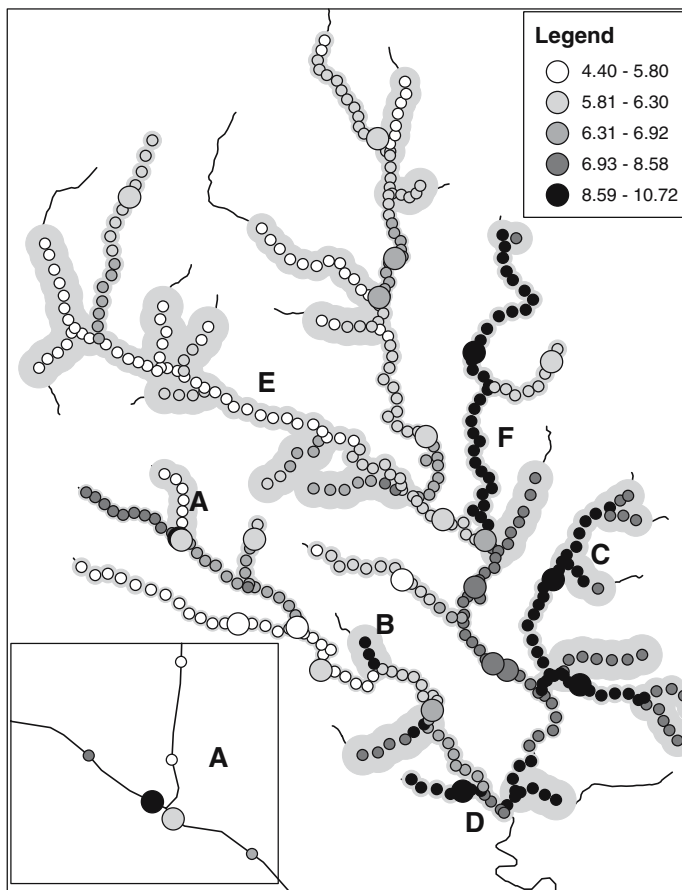 Legend
4.40 - 5.80
5.81 - 6.30
6.31 - 6.92
6.93 - 8.58
8.59 - 10.72
E
F
A
C
B
A
D